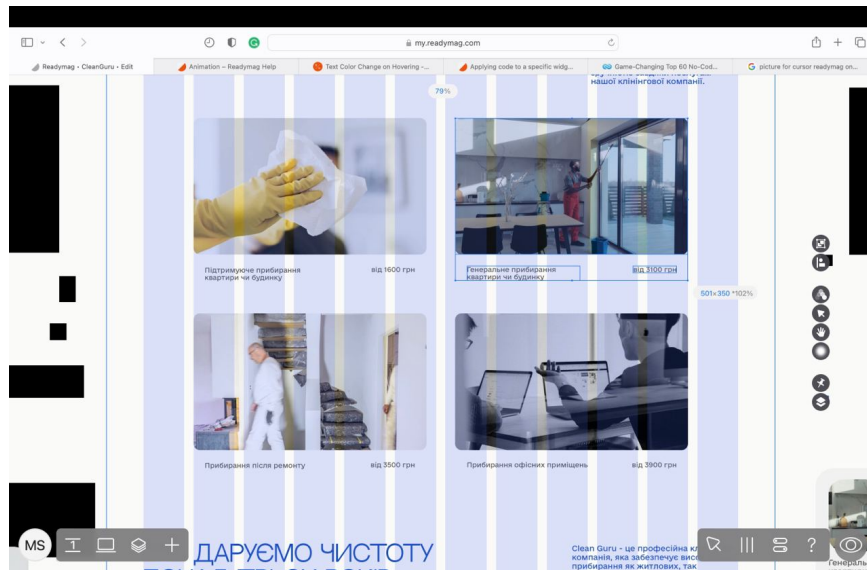 my.readymag.com
Readymag • CleanGuru • Edit
Animation – Readymag Help
Test Color Change on Hovering -...
Applying code to a specific widg...
Game-Changing Top 60 No-Cod...
picture for cursor readymag on...
нашої клінінгової компанії.
79%
Підтримуюче прибирання
квартири чи будинку
від 1600 грн
Генеральне прибирання
квартири чи будинку
від 3100 грн
501×350 *102%
Прибирання після ремонту
від 3500 грн
Прибирання офісних приміщень
від 3900 грн
MS
1
ДАРУЄМО ЧИСТОТУ
Clean Guru - це професійна кл
компанія, яка забезпечує висо
прибирання як житлових, так
Генераль